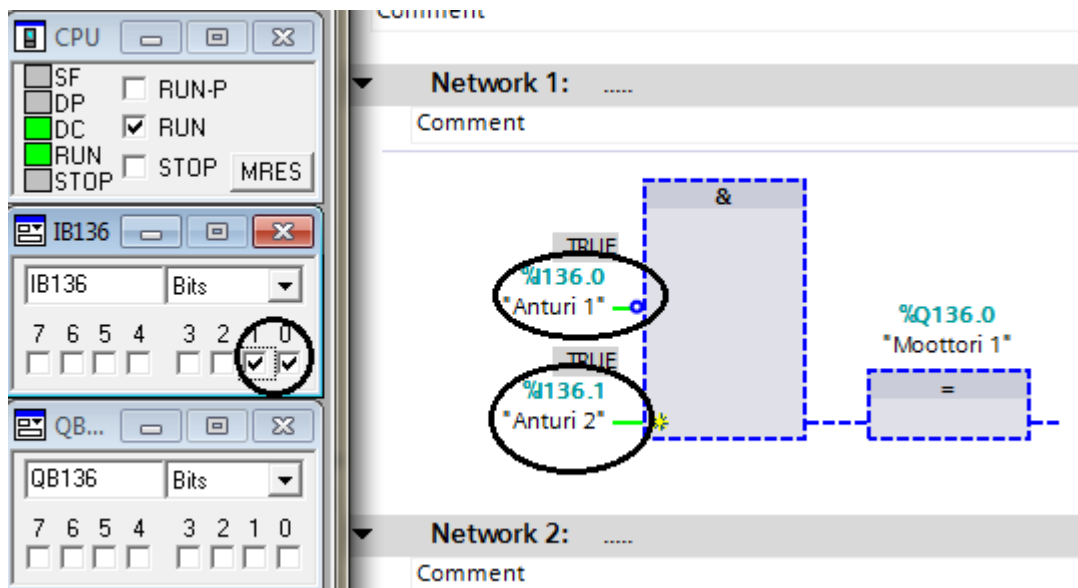 CPU
SF
DP
DC
RUN
STOP
RUN-P
RUN
STOP
MRES
IB136
IB136
Bits
7 6 5 4 3 2 1 0
QB...
QB136
Bits
7 6 5 4 3 2 1 0
Comment
Network 1: .....
Comment
&
TRUE
%I136.0
"Anturi 1"
TRUE
%I136.1
"Anturi 2"
%Q136.0
"Moottori 1"
=
Network 2: .....
Comment